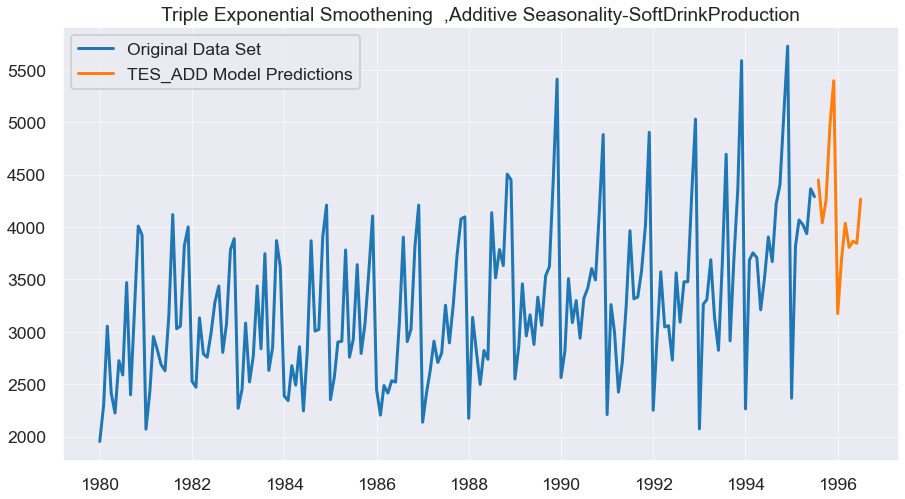 Triple Exponential Smoothening ,Additive Seasonality-SoftDrinkProduction
Original Data Set
TES_ADD Model Predictions
5500
5000
4500
4000
3500
3000
2500
2000
1980 1982 1984 1986 1988 1990 1992 1994 1996